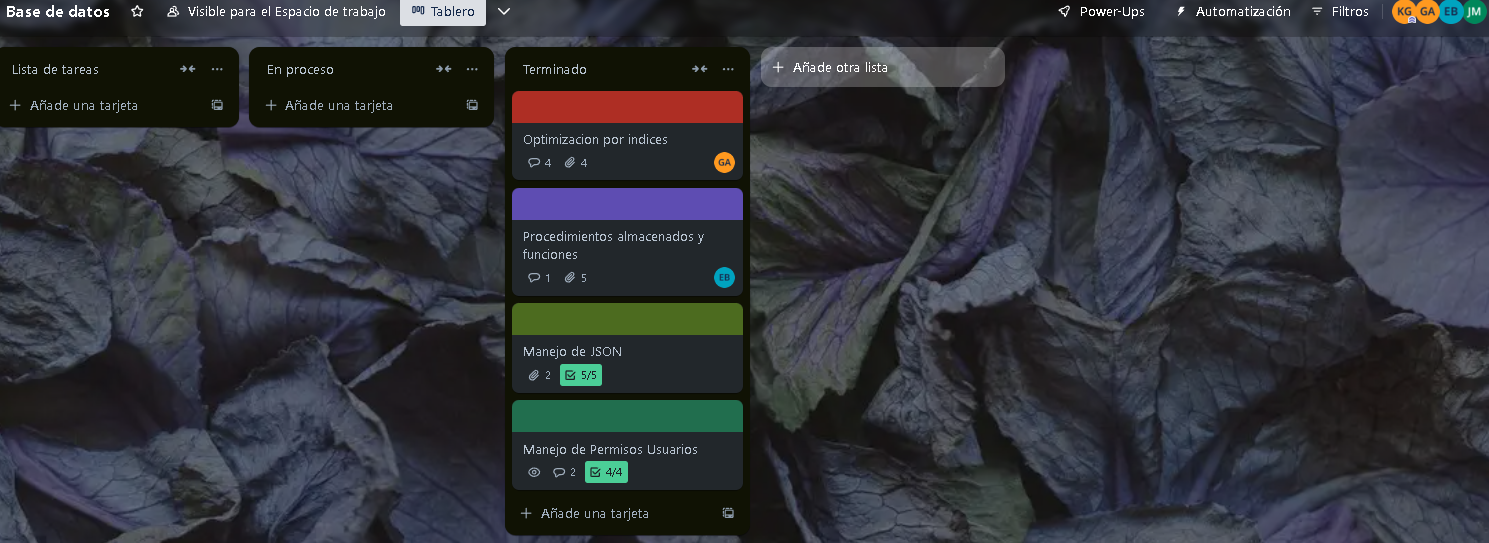 Base de datos
Visible para el Espacio de trabajo
Tablero
Power-Ups
Automatización
Filtros
KG
GA
EB
JM
Lista de tareas
Añade una tarjeta
En proceso
Añade una tarjeta
Terminado
Optimizacion por indices
4
4
GA
Procedimientos almacenados y
funciones
1
5
EB
Manejo de JSON
2
5/5
Manejo de Permisos Usuarios
2
4/4
Añade una tarjeta
Añade otra lista